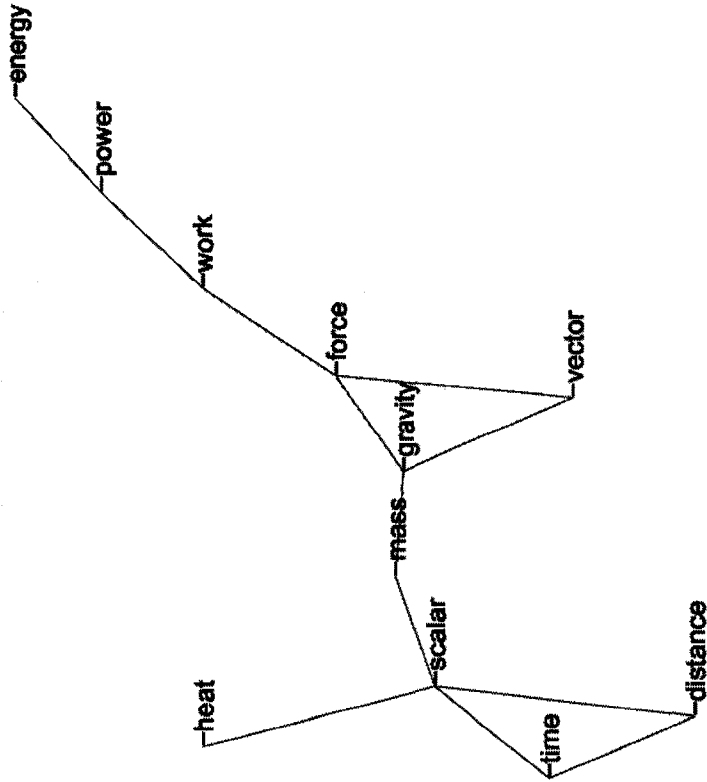 energy
power
work
force
gravity
vector
mass
scalar
heat
time
distance